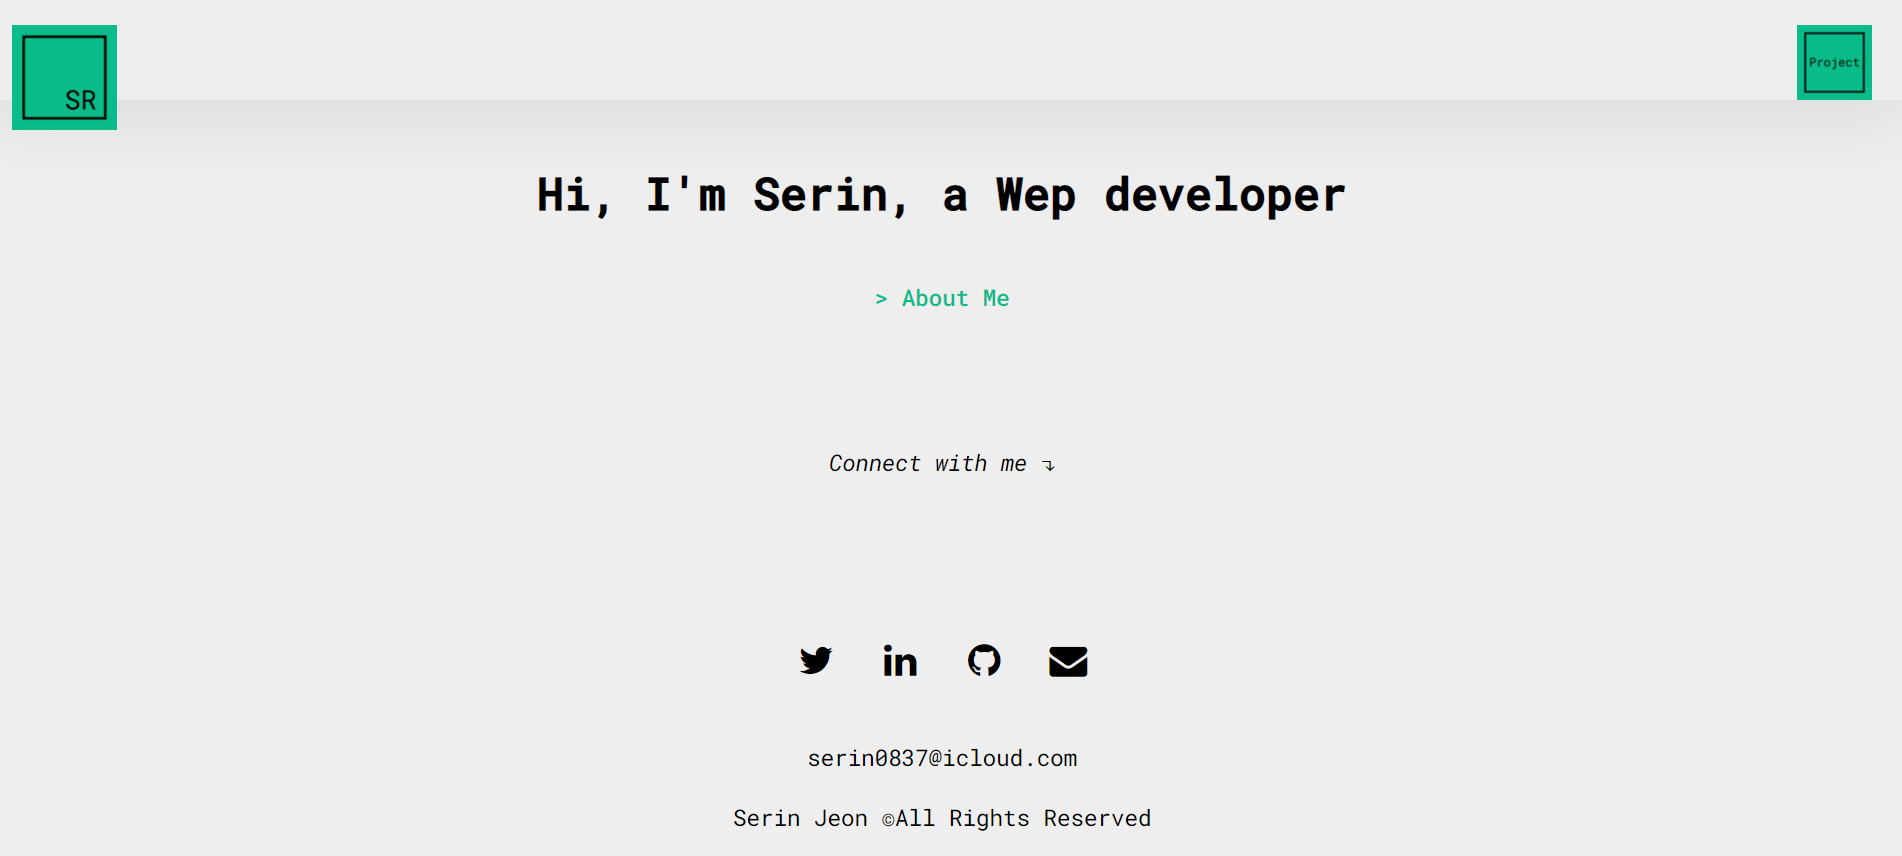 SR
Project
Hi, I'm Serin, a Wep developer
> About Me
Connect with me ↴
serin0837@icloud.com
Serin Jeon ©All Rights Reserved